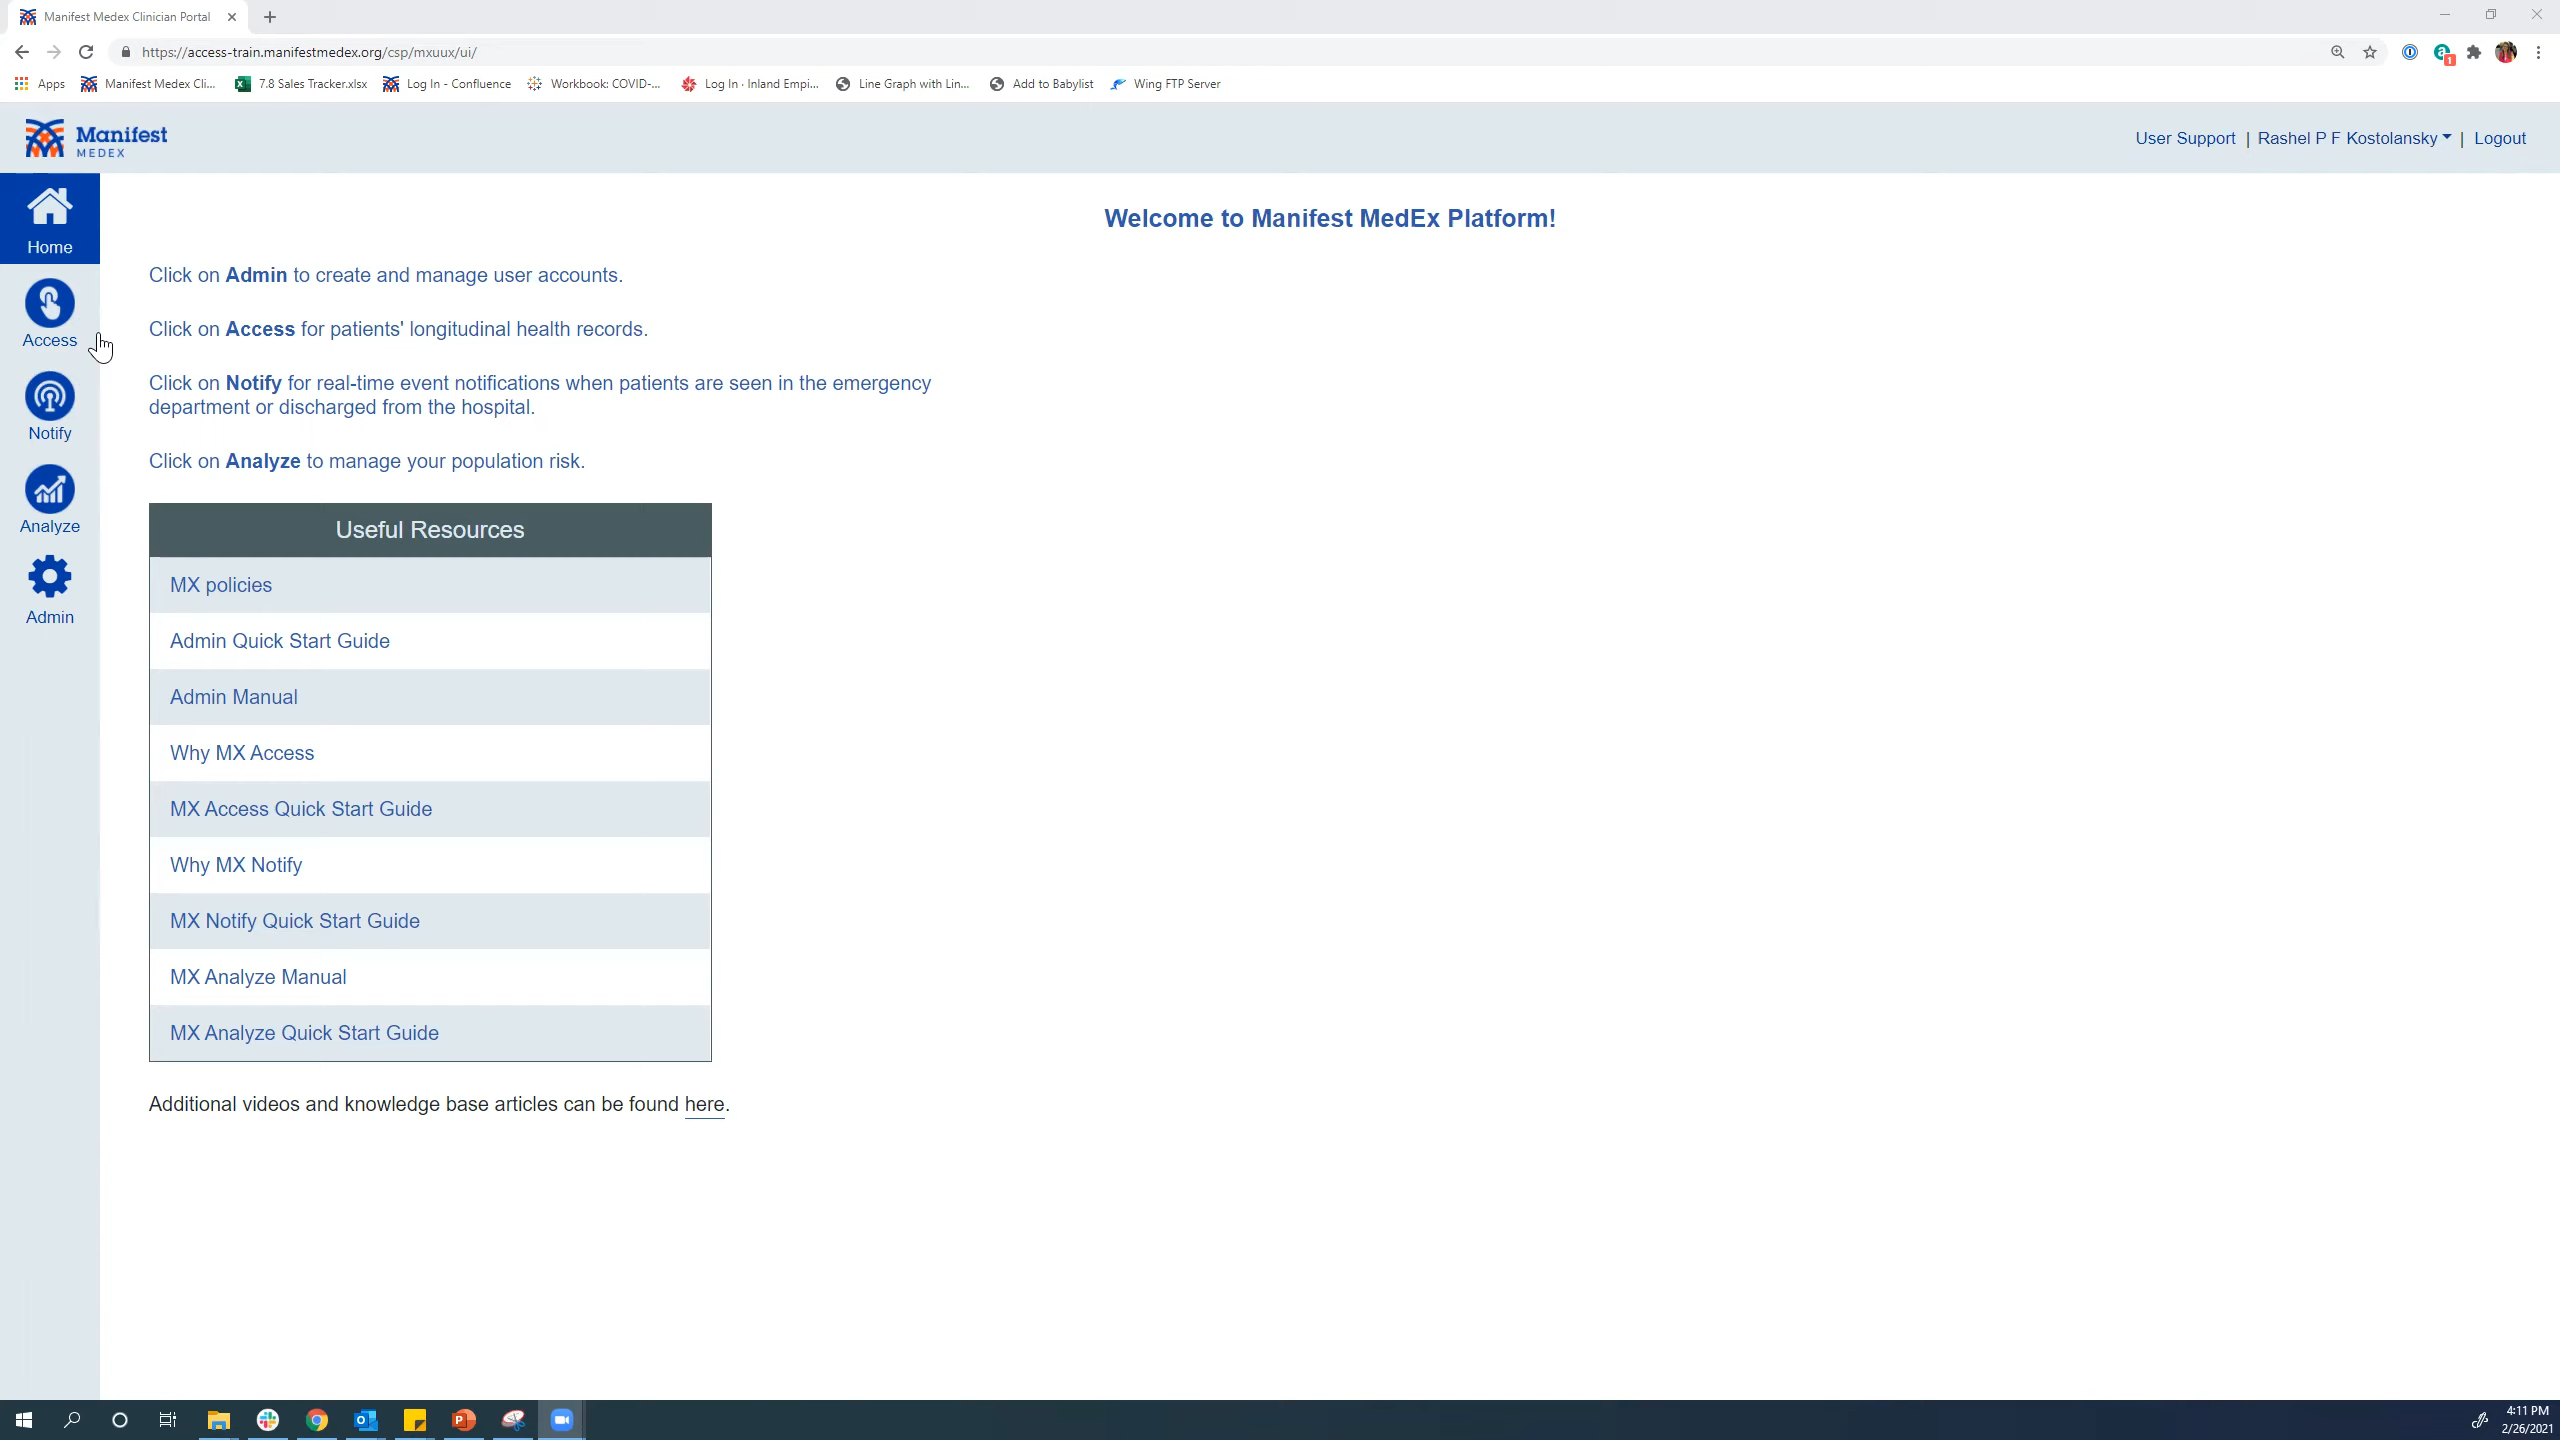 Manifest Medex Clinician Portal
https://access-train.manifestmedex.org/csp/mxuux/ui/
1
Apps Manifest Medex Cli... 7.8 Sales Tracker.xlsx Log In - Confluence Workbook: COVID-... Log In · Inland Empi... Line Graph with Lin... Add to Babylist Wing FTP Server
Manifest
MEDEX
User Support | Rashel P F Kostolansky | Logout
Home
Access
Notify
Analyze
Admin
Welcome to Manifest MedEx Platform!
Click on Admin to create and manage user accounts.
Click on Access for patients' longitudinal health records.
Click on Notify for real-time event notifications when patients are seen in the emergency
department or discharged from the hospital.
Click on Analyze to manage your population risk.
Useful Resources
MX policies
Admin Quick Start Guide
Admin Manual
Why MX Access
MX Access Quick Start Guide
Why MX Notify
MX Notify Quick Start Guide
MX Analyze Manual
MX Analyze Quick Start Guide
Additional videos and knowledge base articles can be found here.
4:11 PM
2/26/2021